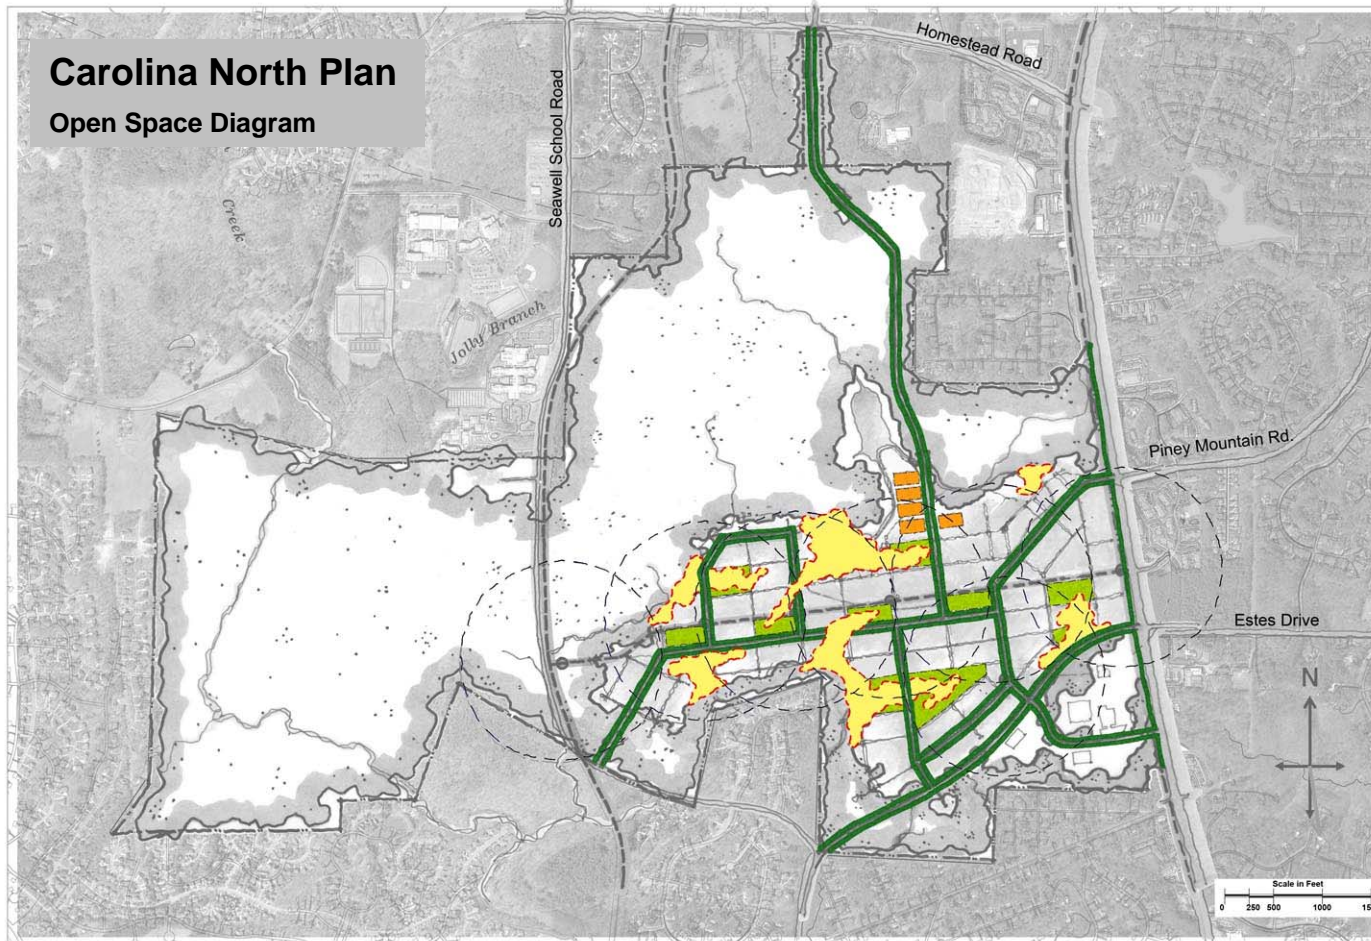 Carolina North Plan
Open Space Diagram
Homestead Road
Seawell School Road
Creek
Jolly Branch
Piney Mountain Rd.
Estes Drive
N
Scale in Feet
0 250 500 1000